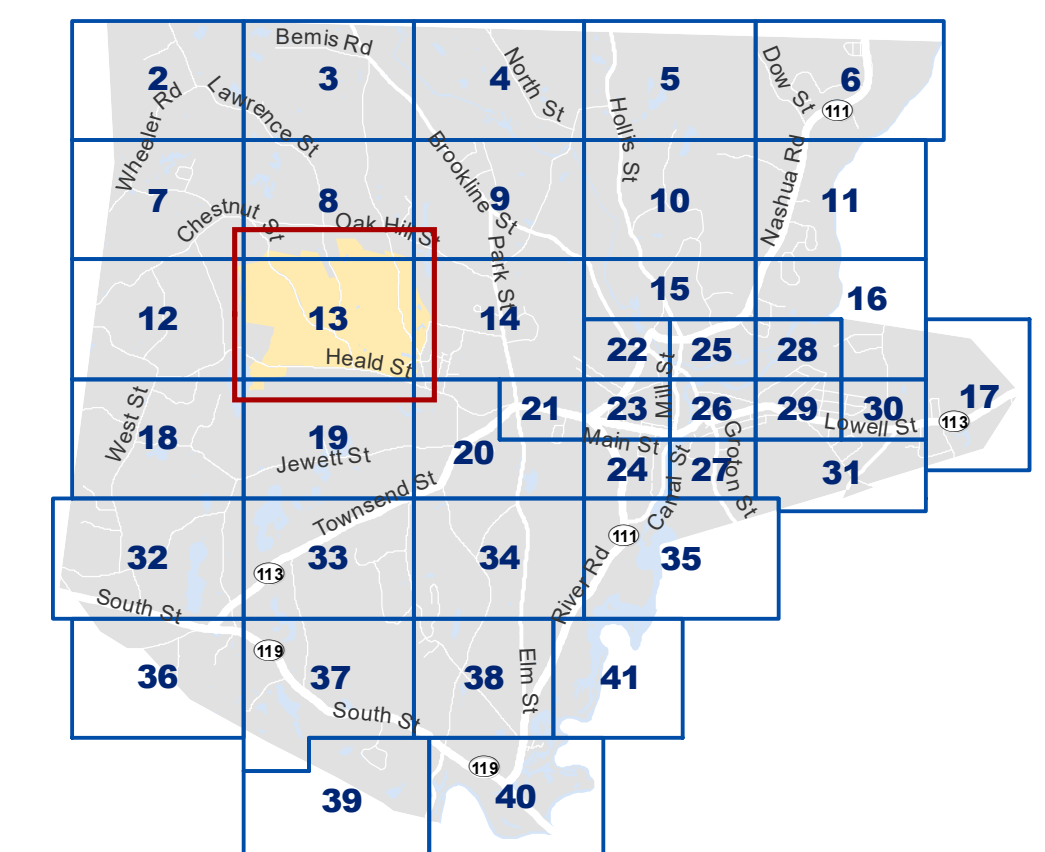 Bemis Rd
2
3
4
North St
5
Dow St
6
111
Wheeler Rd
Lawrence St
Hollis St
Brookline St
Nashua Rd
7
8
9
10
11
Chestnut St
Oak Hill St
Park St
12
13
14
15
16
Heald St
22
Mill St
25
28
17
21
23
26
29
30
113
Lowell St
West St
18
19
Jewett St
20
Main St
24
Canal St
27
Groton St
31
Townsend St
32
113
33
34
111
River Rd
35
South St
119
36
37
38
Elm St
41
South St
119
39
40